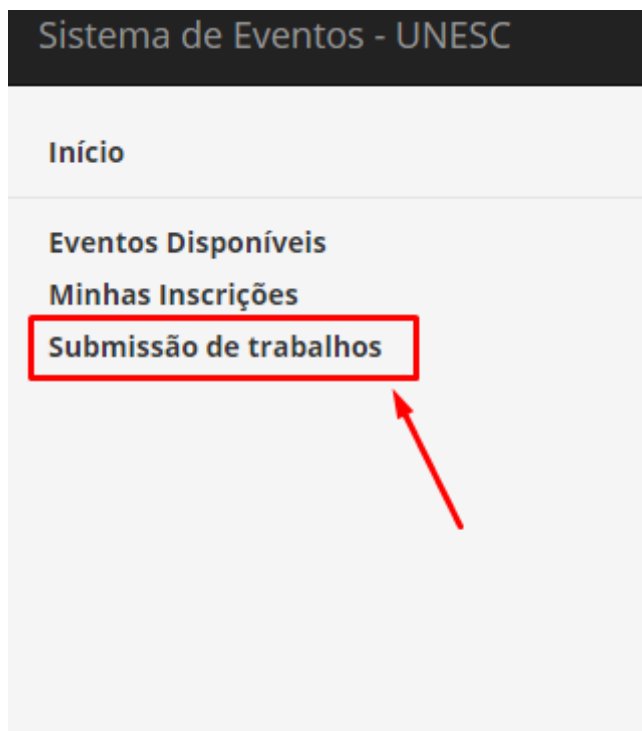 Sistema de Eventos - UNESC
Início
Eventos Disponíveis
Minhas Inscrições
Submissão de trabalhos